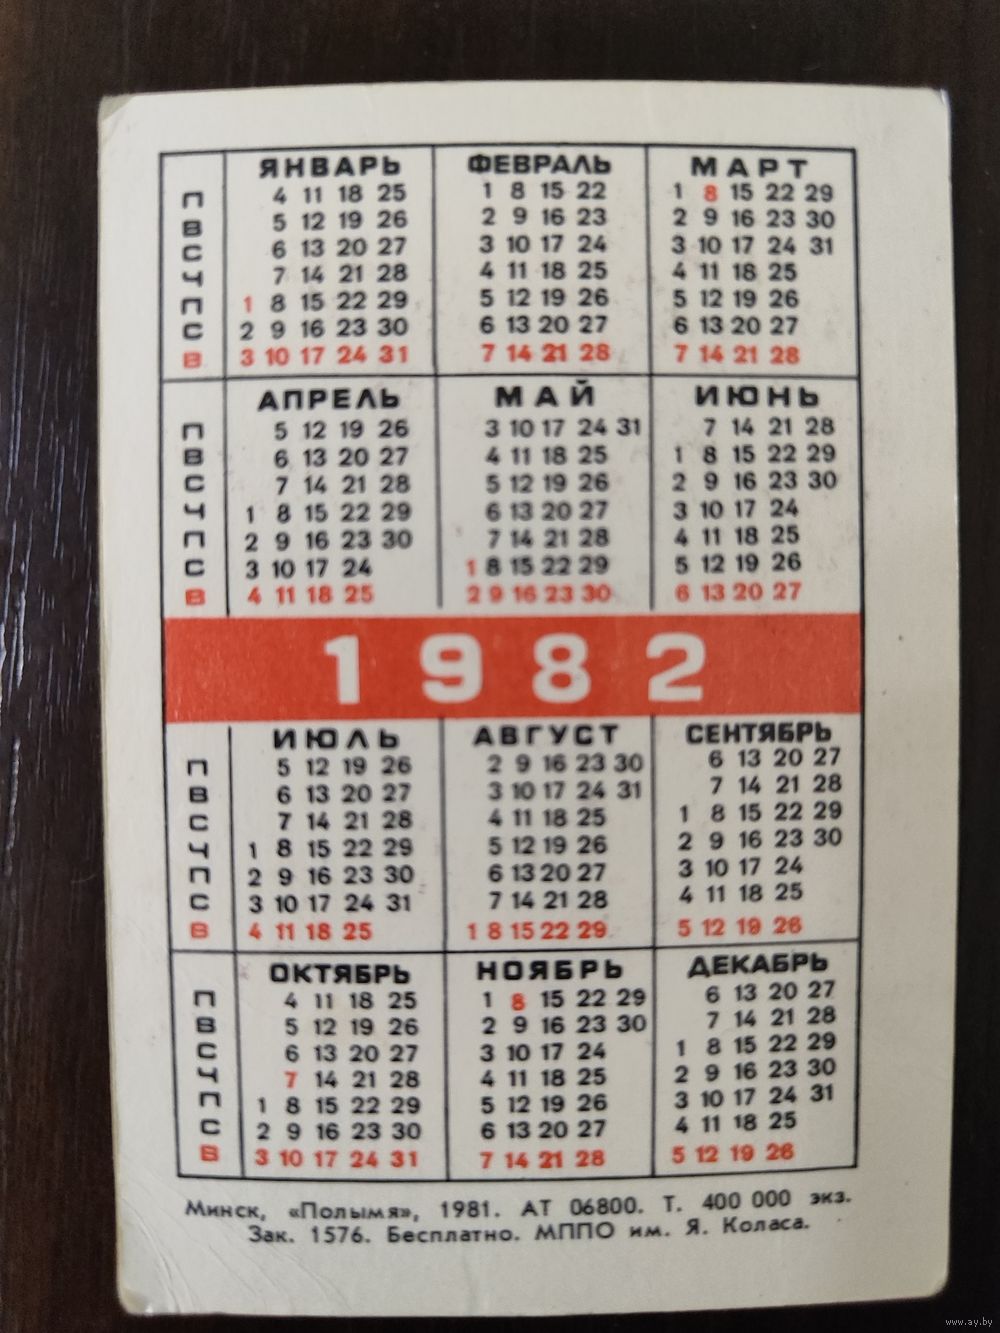 ЯНВАРЬ ФЕВРАЛЬ МАРТ
П 4 11 18 25 1 8 15 22 1 8 15 22 29
В 5 12 19 26 2 9 16 23 2 9 16 23 30
С 6 13 20 27 3 10 17 24 3 10 17 24 31
Ч 7 14 21 28 4 11 18 25 4 11 18 25
П 1 8 15 22 29 5 12 19 26 5 12 19 26
С 2 9 16 23 30 6 13 20 27 6 13 20 27
В 3 10 17 24 31 7 14 21 28 7 14 21 28
АПРЕЛЬ МАЙ ИЮНЬ
П 5 12 19 26 3 10 17 24 31 7 14 21 28
В 6 13 20 27 4 11 18 25 1 8 15 22 29
С 7 14 21 28 5 12 19 26 2 9 16 23 30
Ч 1 8 15 22 29 6 13 20 27 3 10 17 24
П 2 9 16 23 30 7 14 21 28 4 11 18 25
С 3 10 17 24 1 8 15 22 29 5 12 19 26
В 4 11 18 25 2 9 16 23 30 6 13 20 27
1982
ИЮЛЬ АВГУСТ СЕНТЯБРЬ
П 5 12 19 26 2 9 16 23 30 6 13 20 27
В 6 13 20 27 3 10 17 24 31 7 14 21 28
С 7 14 21 28 4 11 18 25 1 8 15 22 29
Ч 1 8 15 22 29 5 12 19 26 2 9 16 23 30
П 2 9 16 23 30 6 13 20 27 3 10 17 24
С 3 10 17 24 31 7 14 21 28 4 11 18 25
В 4 11 18 25 1 8 15 22 29 5 12 19 26
ОКТЯБРЬ НОЯБРЬ ДЕКАБРЬ
П 4 11 18 25 1 8 15 22 29 6 13 20 27
В 5 12 19 26 2 9 16 23 30 7 14 21 28
С 6 13 20 27 3 10 17 24 1 8 15 22 29
Ч 7 14 21 28 4 11 18 25 2 9 16 23 30
П 1 8 15 22 29 5 12 19 26 3 10 17 24 31
С 2 9 16 23 30 6 13 20 27 4 11 18 25
В 3 10 17 24 31 7 14 21 28 5 12 19 26
Минск, «Полымя», 1981. АТ 06800. Т. 400 000 экз.
Зак. 1576. Бесплатно. МППО им. Я. Коласа.
www.ay.by